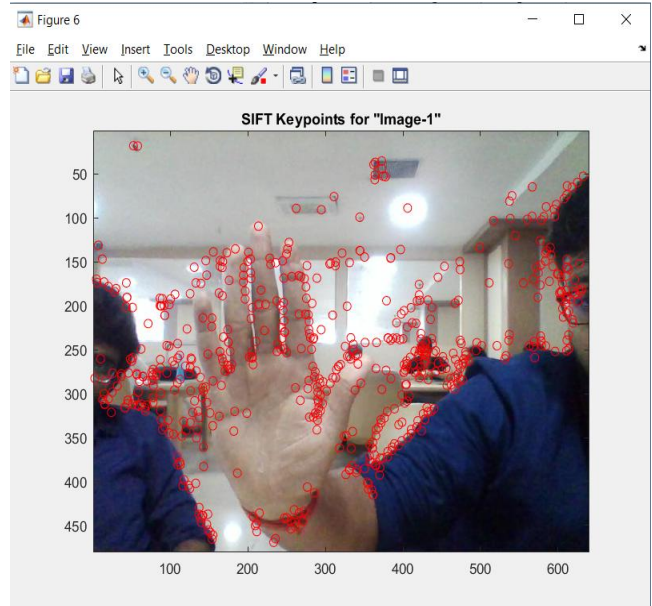 Figure 6
File Edit View Insert Tools Desktop Window Help
SIFT Keypoints for "Image-1"
50
100
150
200
250
300
350
400
450
100 200 300 400 500 600